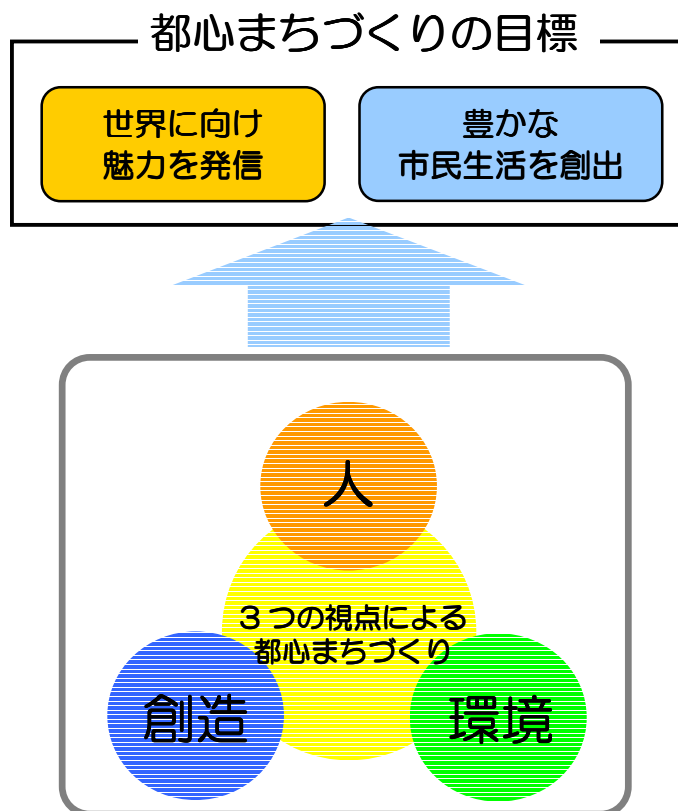 都心まちづくりの目標
世界に向け
魅力を発信
豊かな
市民生活を創出
人
3つの視点による
都心まちづくり
創造
環境